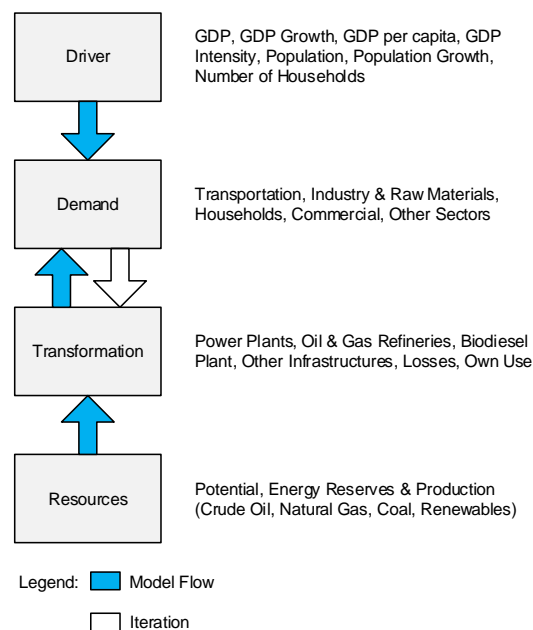 Driver
GDP, GDP Growth, GDP per capita, GDP
Intensity, Population, Population Growth,
Number of Households
Demand
Transportation, Industry & Raw Materials,
Households, Commercial, Other Sectors
Transformation
Power Plants, Oil & Gas Refineries, Biodiesel
Plant, Other Infrastructures, Losses, Own Use
Resources
Potential, Energy Reserves & Production
(Crude Oil, Natural Gas, Coal, Renewables)
Legend:
Model Flow
Iteration